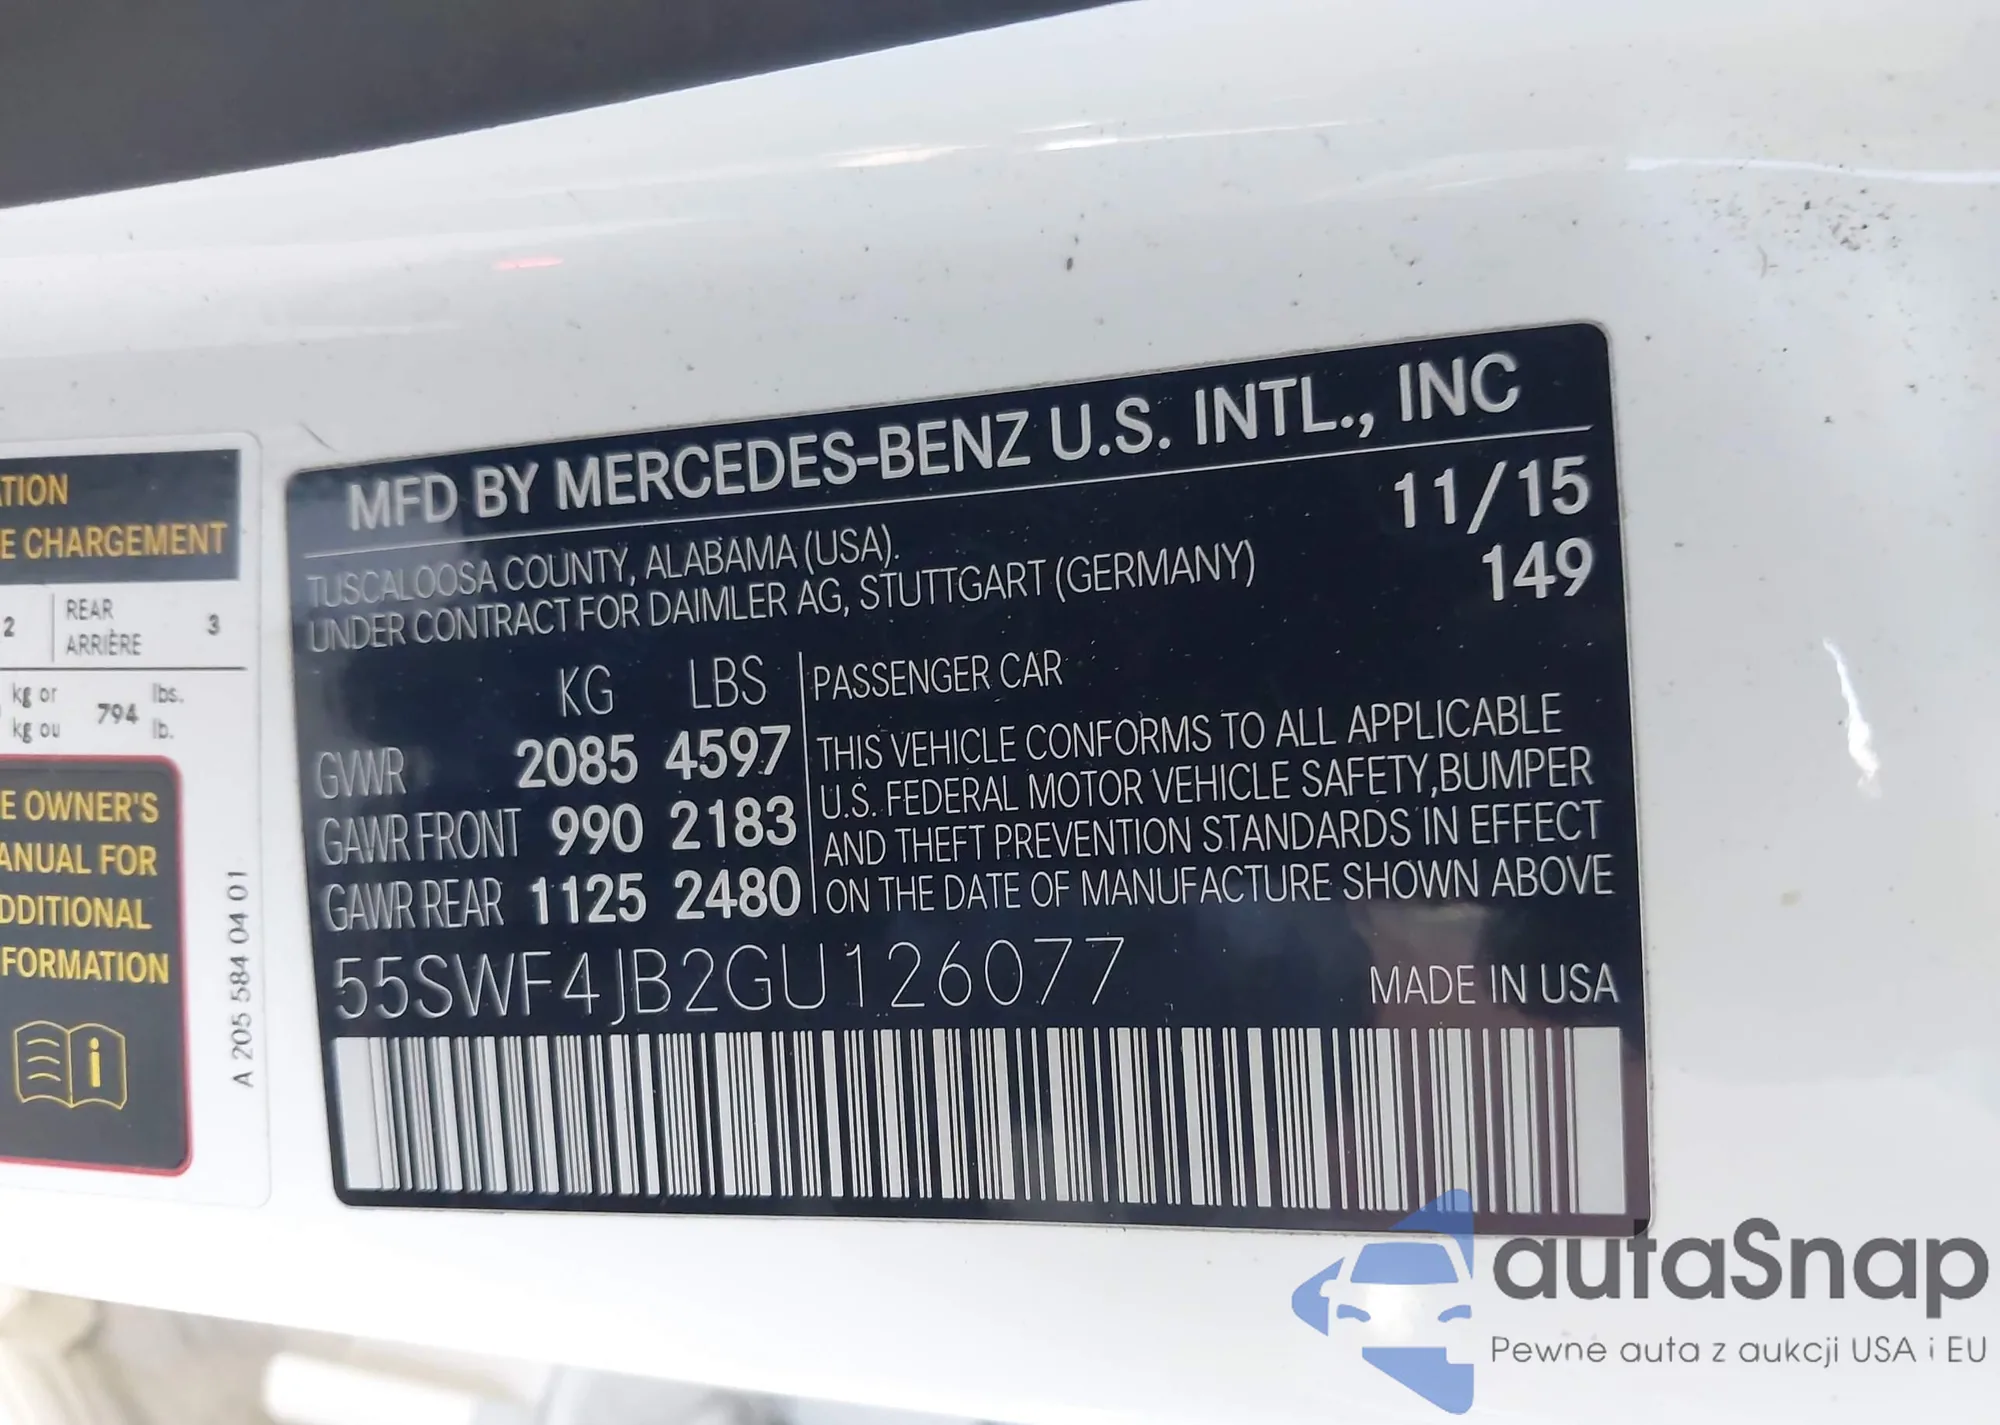 TION
E CHARGEMENT
2
REAR
ARRIÈRE
3
kg or
kg ou
794
lbs.
lb.
E OWNER'S
ANUAL FOR
DDITIONAL
FORMATION
A 205 584 04 01
MFD BY MERCEDES-BENZ U.S. INTL., INC
TUSCALOOSA COUNTY, ALABAMA (USA).
11/15
UNDER CONTRACT FOR DAIMLER AG, STUTTGART (GERMANY)
149
KG LBS
GVWR 2085 4597
GAWR FRONT 990 2183
GAWR REAR 1125 2480
PASSENGER CAR
THIS VEHICLE CONFORMS TO ALL APPLICABLE
U.S. FEDERAL MOTOR VEHICLE SAFETY,BUMPER
AND THEFT PREVENTION STANDARDS IN EFFECT
ON THE DATE OF MANUFACTURE SHOWN ABOVE
55SWF4JB2GU126077
MADE IN USA
autaSnap
Pewne auta z aukcji USA i EU